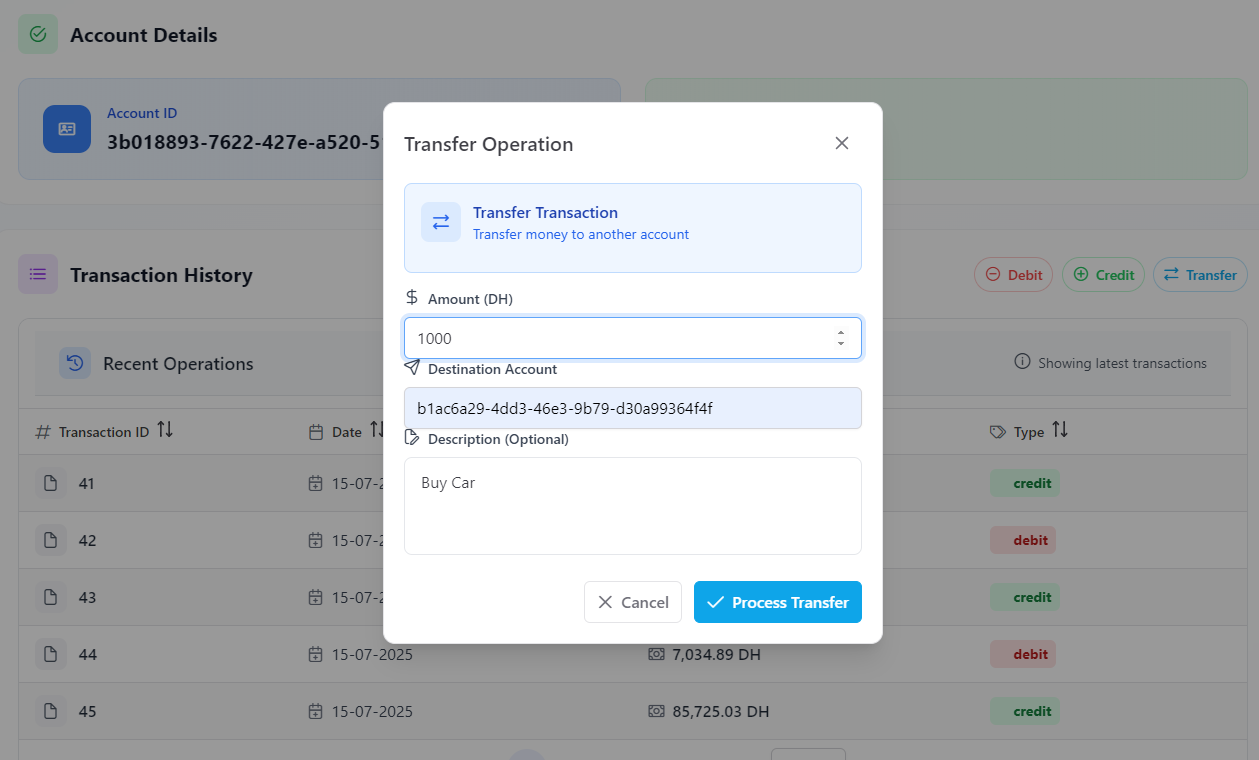 Account Details
Account ID
3b018893-7622-427e-a520-5
Transfer Operation
Transfer Transaction
Transfer money to another account
Transaction History
Debit
Credit
Transfer
Amount (DH)
1000
Recent Operations
Showing latest transactions
Destination Account
b1ac6a29-4dd3-46e3-9b79-d30a99364f4f
# Transaction ID
Date
Type
Description (Optional)
Buy Car
41
15-07-2
credit
42
15-07-2
debit
43
15-07-2
credit
Cancel
Process Transfer
44
15-07-2025
7,034.89 DH
debit
45
15-07-2025
85,725.03 DH
credit